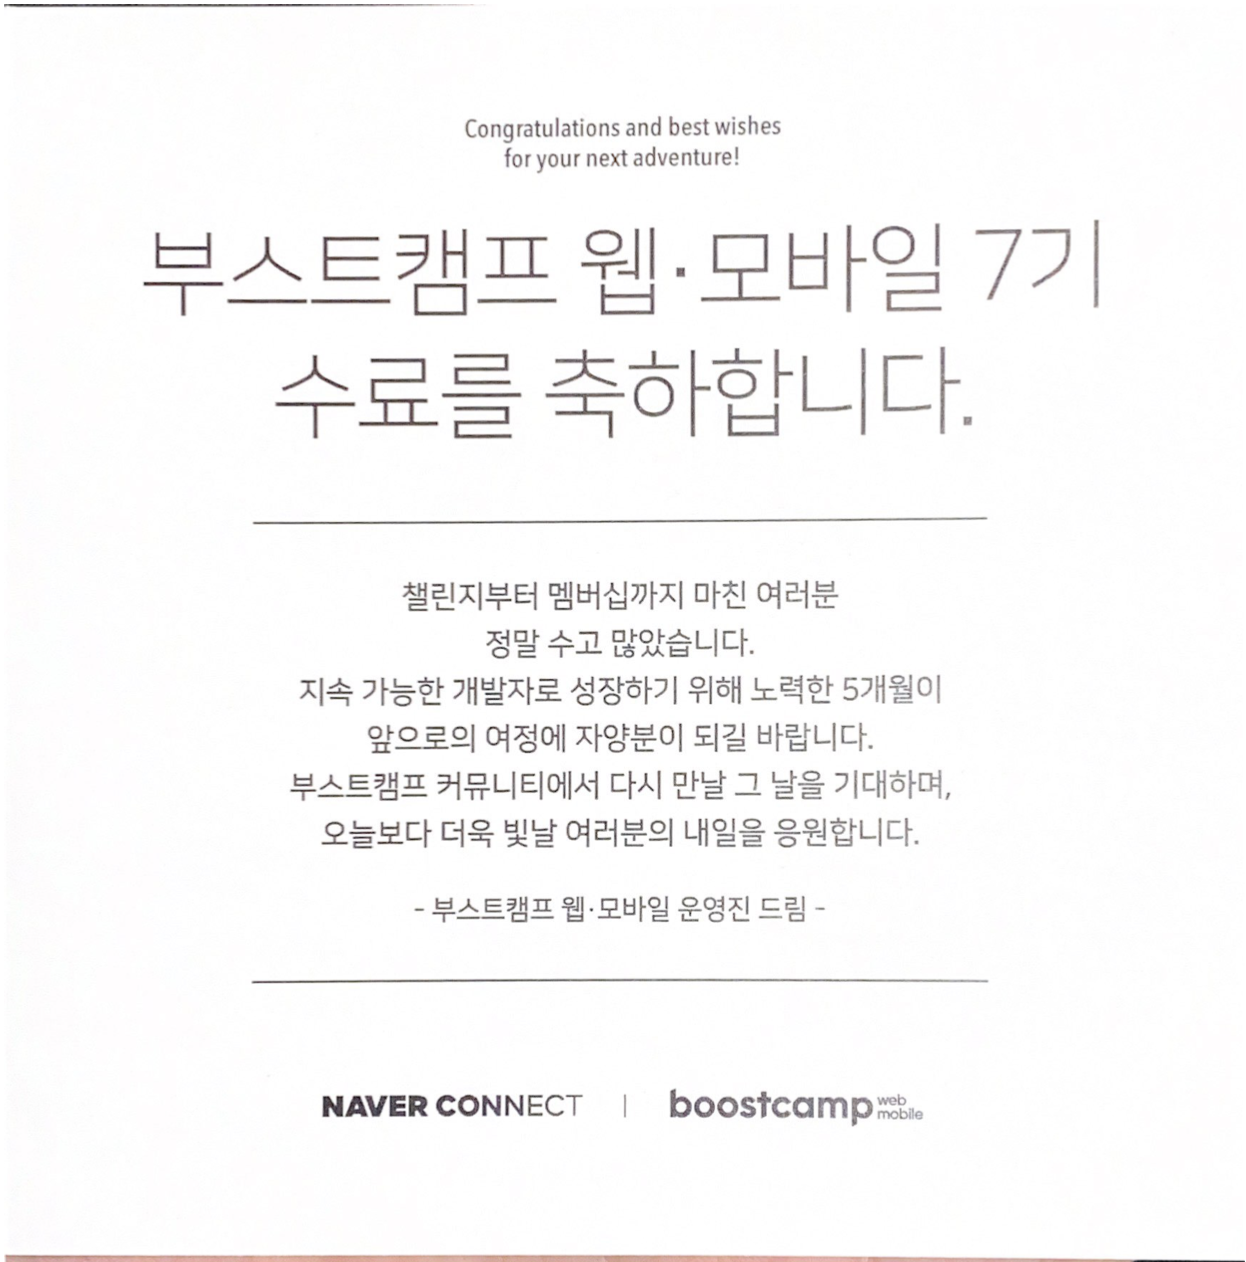 Congratulations and best wishes
for your next adventure!
부스트캠프 웹·모바일 7기
수료를 축하합니다.
챌린지부터 멤버십까지 마친 여러분
정말 수고 많았습니다.
지속 가능한 개발자로 성장하기 위해 노력한 5개월이
앞으로의 여정에 자양분이 되길 바랍니다.
부스트캠프 커뮤니티에서 다시 만날 그 날을 기대하며,
오늘보다 더욱 빛날 여러분의 내일을 응원합니다.
- 부스트캠프 웹·모바일 운영진 드림 -
NAVER CONNECT | boostcamp web mobile